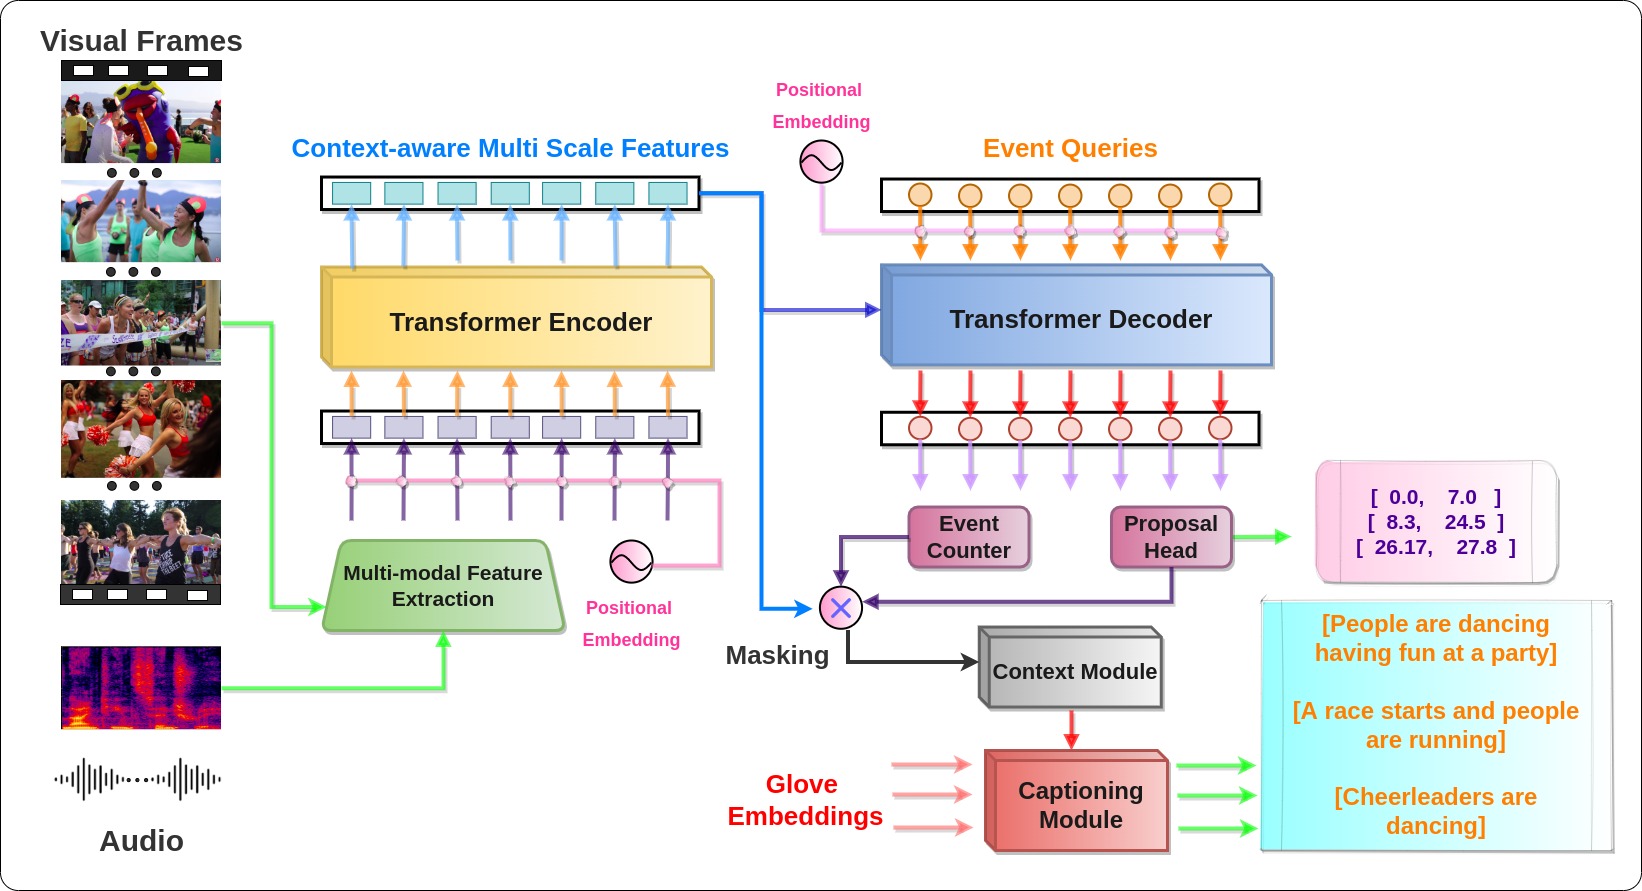 Visual Frames
Positional
Embedding
Context-aware Multi Scale Features
Event Queries
Transformer Encoder
Transformer Decoder
[ 0.0, 7.0 ]
[ 8.3, 24.5 ]
[ 26.17, 27.8 ]
Event
Counter
Proposal
Head
Multi-modal Feature
Extraction
Positional
Embedding
Masking
Context Module
[People are dancing
having fun at a party]
[A race starts and people
are running]
[Cheerleaders are
dancing]
Glove
Embeddings
Captioning
Module
Audio